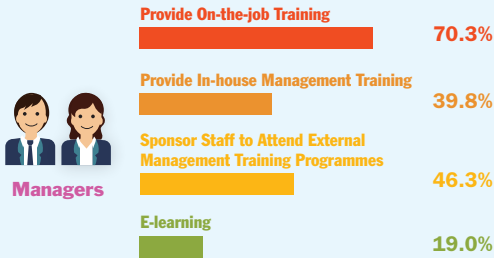 Provide On-the-job Training
70.3%
Provide In-house Management Training
39.8%
Sponsor Staff to Attend External
Management Training Programmes
46.3%
Managers
E-learning
19.0%